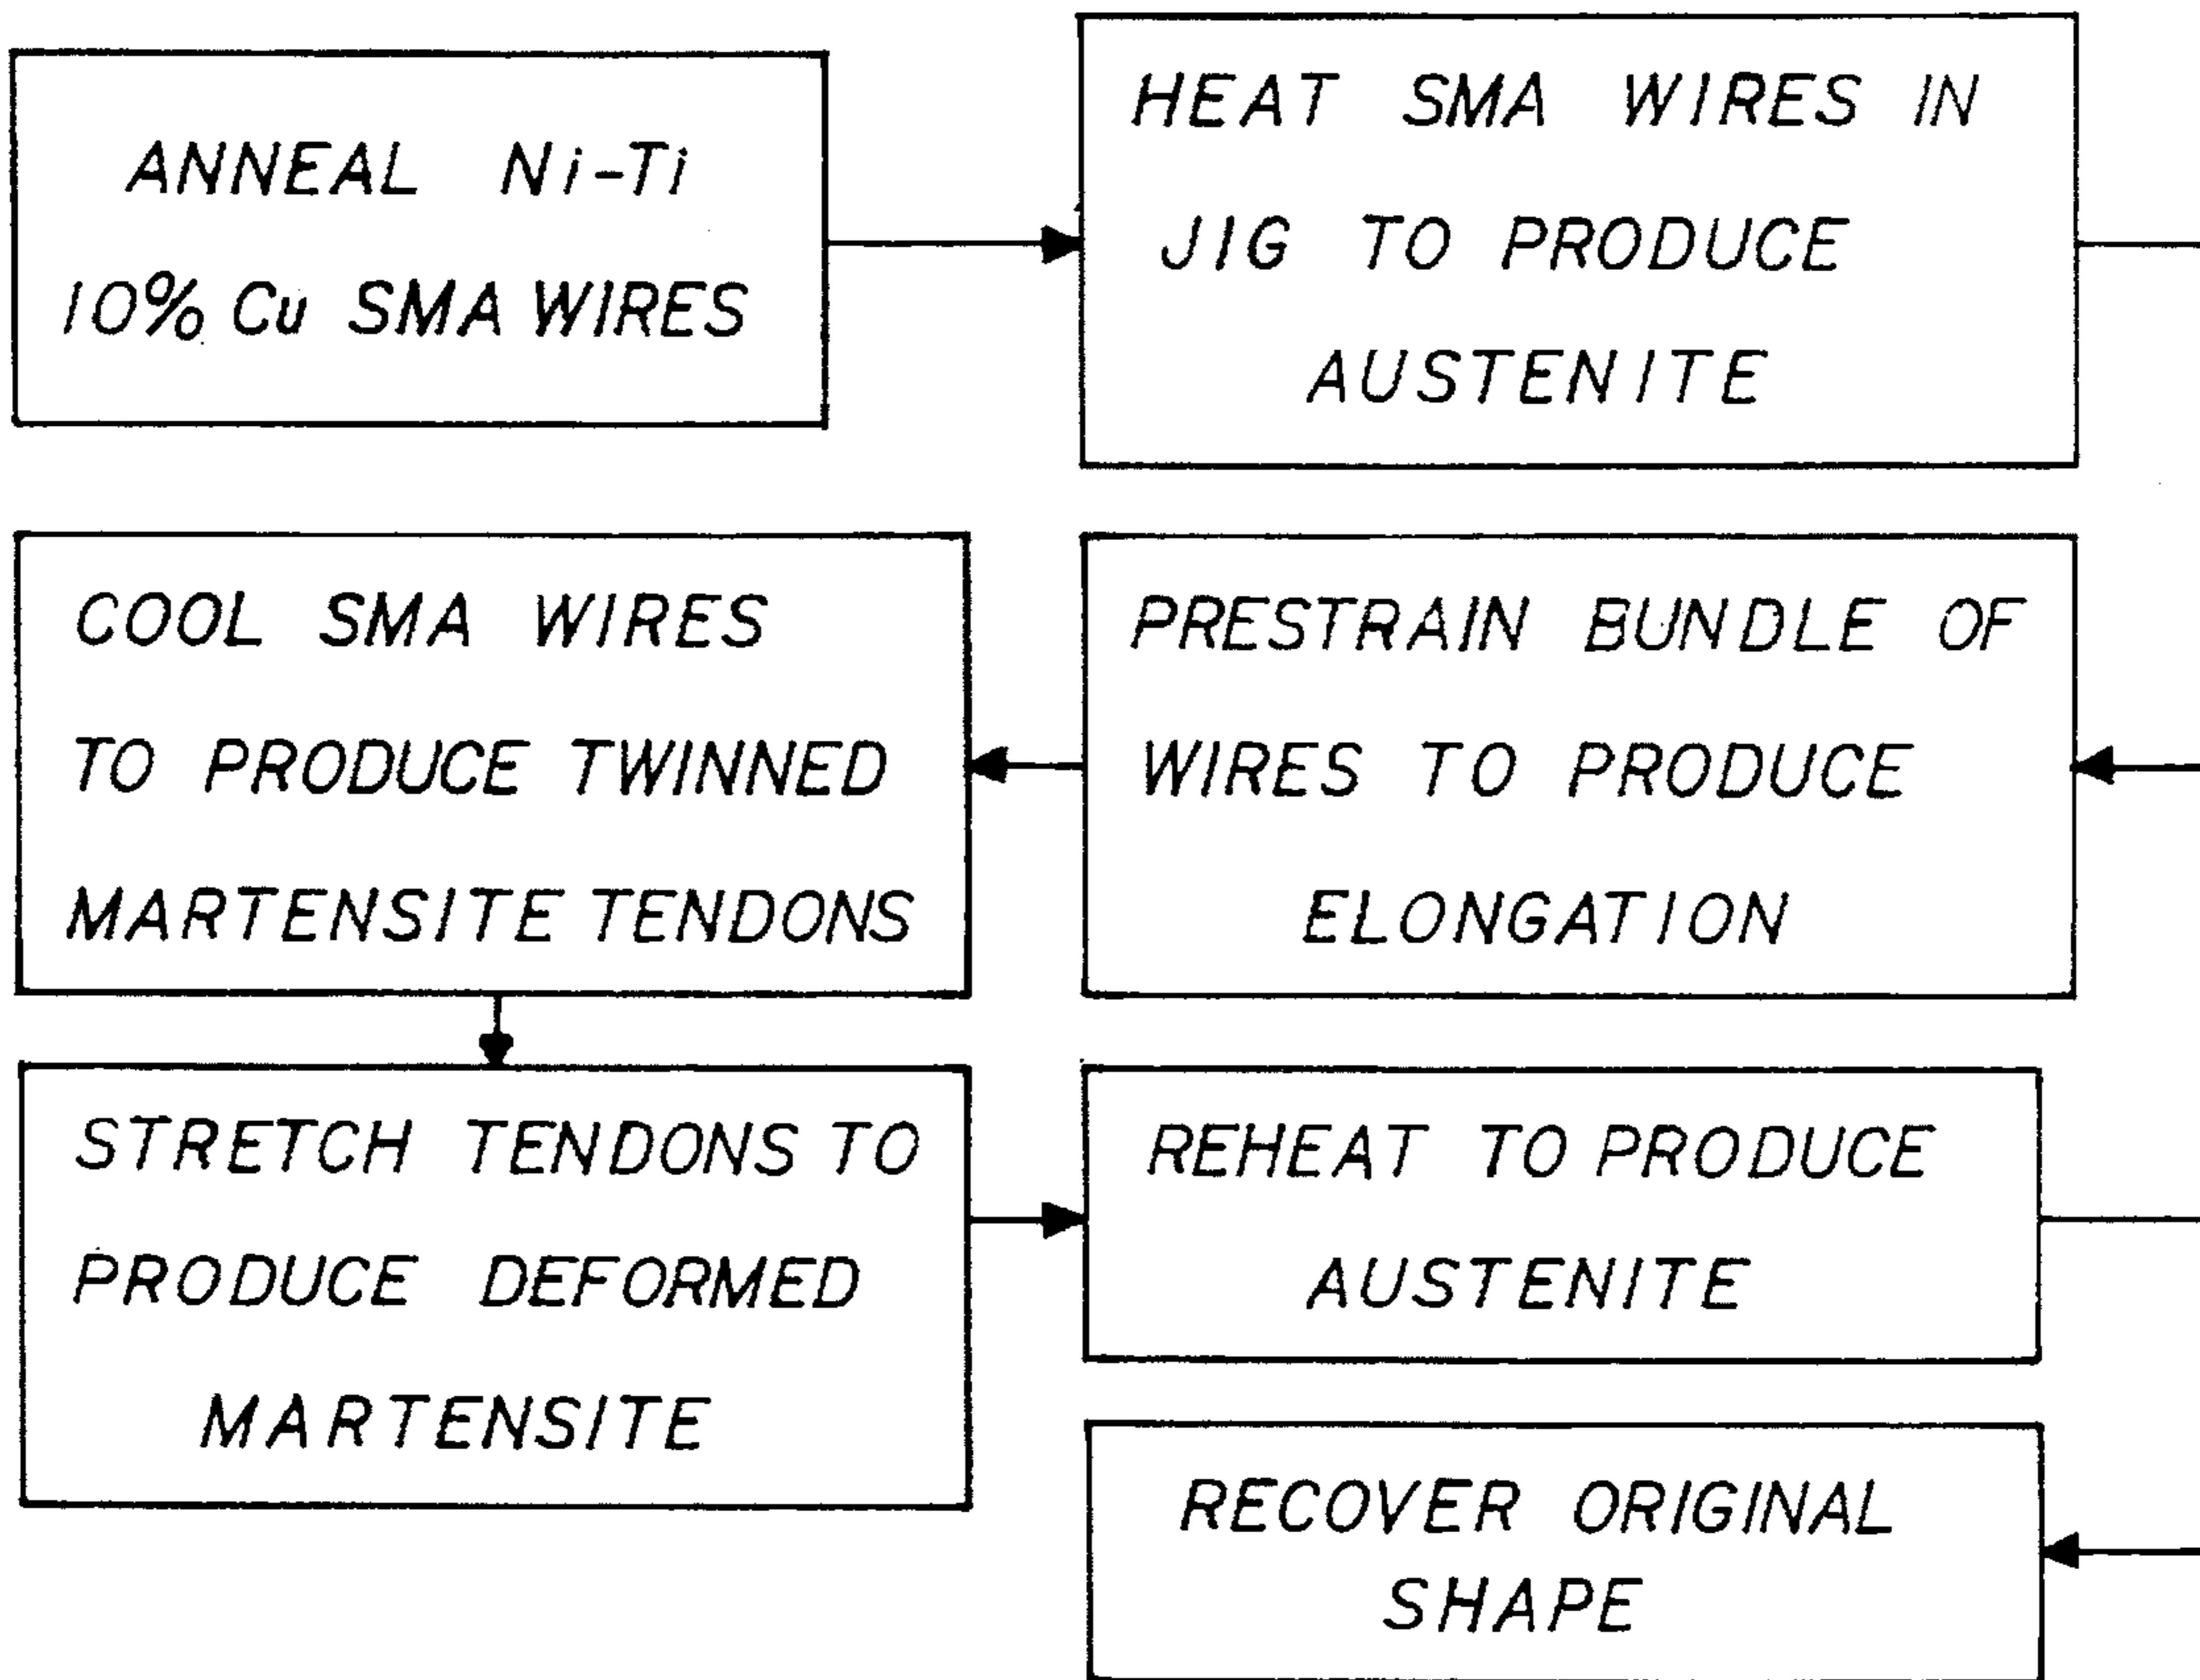 ANNEAL Ni-Ti
10% Cu SMA WIRES
HEAT SMA WIRES IN
JIG TO PRODUCE
AUSTENITE
PRESTRAIN BUNDLE OF
WIRES TO PRODUCE
ELONGATION
COOL SMA WIRES
TO PRODUCE TWINNED
MARTENSITE TENDONS
STRETCH TENDONS TO
PRODUCE DEFORMED
MARTENSITE
REHEAT TO PRODUCE
AUSTENITE
RECOVER ORIGINAL
SHAPE